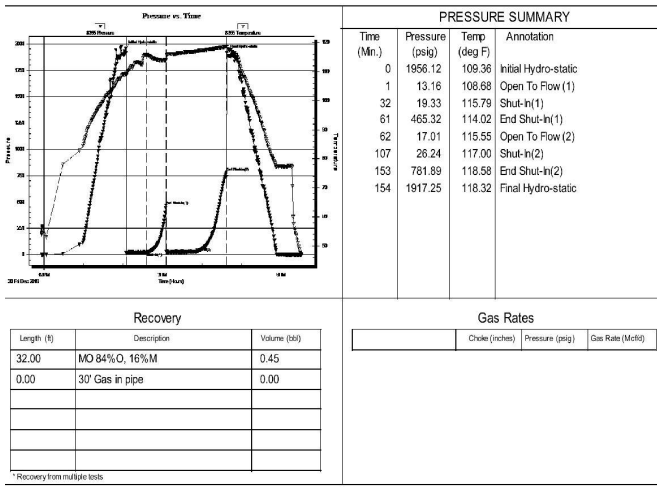 Pressure vs. Time
PRESSURE SUMMARY
Time
(Min.)
Pressure
(psig)
Temp
(deg F)
Annotation
0 1956.12 109.36 Initial Hydro-static
1 13.16 108.68 Open To Flow (1)
32 19.33 115.79 Shut-In(1)
61 465.32 114.02 End Shut-In(1)
62 17.01 115.55 Open To Flow (2)
107 26.24 117.00 Shut-In(2)
153 781.89 118.58 End Shut-In(2)
154 1917.25 118.32 Final Hydro-static
Pressure
Temperature
Time (Hours)
Recovery
Length (ft) Description Volume (bbl)
32.00 MO 84%O, 16%M 0.45
0.00 30' Gas in pipe 0.00
* Recovery from multiple tests
Gas Rates
Choke (inches) Pressure (psig) Gas Rate (Mcf/d)